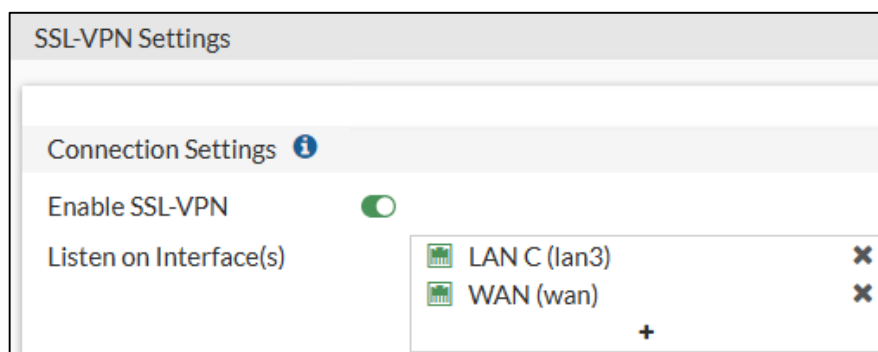 SSL-VPN Settings
Connection Settings
Enable SSL-VPN
Listen on Interface(s)
LAN C (lan3)
WAN (wan)